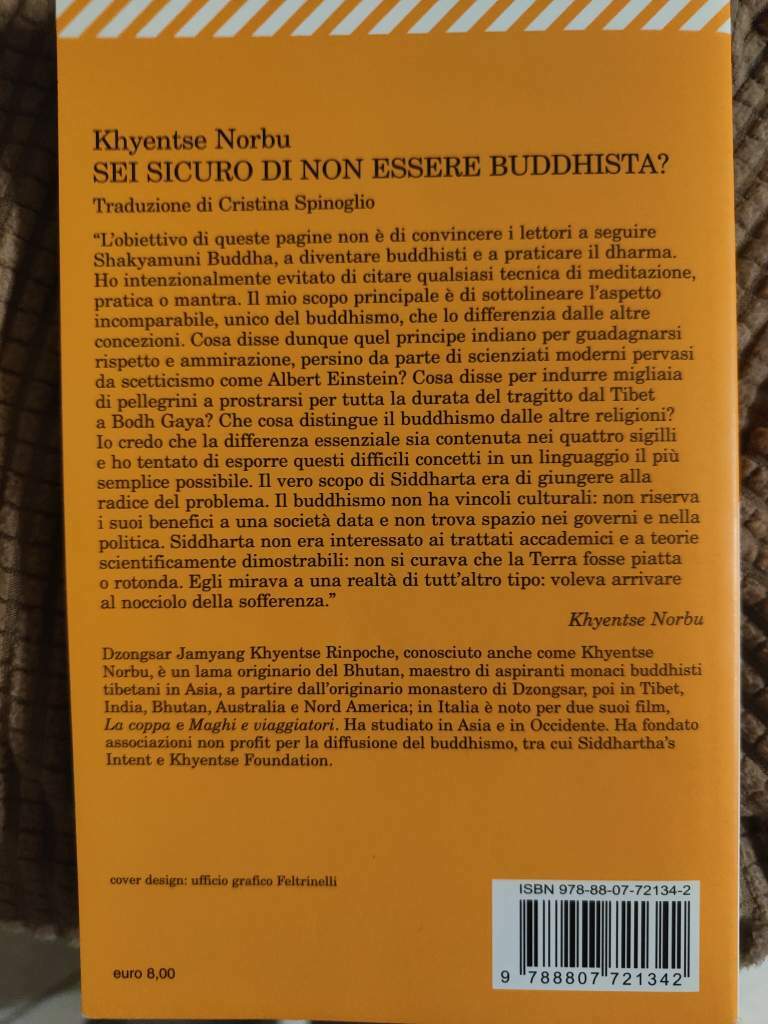 Khyentse Norbu
SEI SICURO DI NON ESSERE BUDDHISTA?
Traduzione di Cristina Spinoglio
“L’obiettivo di queste pagine non è di convincere i lettori a seguire
Shakyamuni Buddha, a diventare buddhisti e a praticare il dharma.
Ho intenzionalmente evitato di citare qualsiasi tecnica di meditazione,
pratica o mantra. Il mio scopo principale è di sottolineare l’aspetto
incomparabile, unico del buddhismo, che lo differenzia dalle altre
concezioni. Cosa disse dunque quel principe indiano per guadagnarsi
rispetto e ammirazione, persino da parte di scienziati moderni pervasi
da scetticismo come Albert Einstein? Cosa disse per indurre migliaia
di pellegrini a prostrarsi per tutta la durata del tragitto dal Tibet
a Bodh Gaya? Che cosa distingue il buddhismo dalle altre religioni?
Io credo che la differenza essenziale sia contenuta nei quattro sigilli
e ho tentato di esporre questi difficili concetti in un linguaggio il più
semplice possibile. Il vero scopo di Siddharta era di giungere alla
radice del problema. Il buddhismo non ha vincoli culturali: non riserva
i suoi benefici a una società data e non trova spazio nei governi e nella
politica. Siddharta non era interessato ai trattati accademici e a teorie
scientificamente dimostrabili: non si curava che la Terra fosse piatta
o rotonda. Egli mirava a una realtà di tutt’altro tipo: voleva arrivare
al nocciolo della sofferenza.”
Khyentse Norbu
Dzongsar Jamyang Khyentse Rinpoche, conosciuto anche come Khyentse
Norbu, è un lama originario del Bhutan, maestro di aspiranti monaci buddhisti
tibetani in Asia, a partire dall’originario monastero di Dzongsar, poi in Tibet,
India, Bhutan, Australia e Nord America; in Italia è noto per due suoi film,
La coppa e Maghi e viaggiatori. Ha studiato in Asia e in Occidente. Ha fondato
associazioni non profit per la diffusione del buddhismo, tra cui Siddhartha’s
Intent e Khyentse Foundation.
cover design: ufficio grafico Feltrinelli
ISBN 978-88-07-72134-2
9 788807 721342
euro 8,00